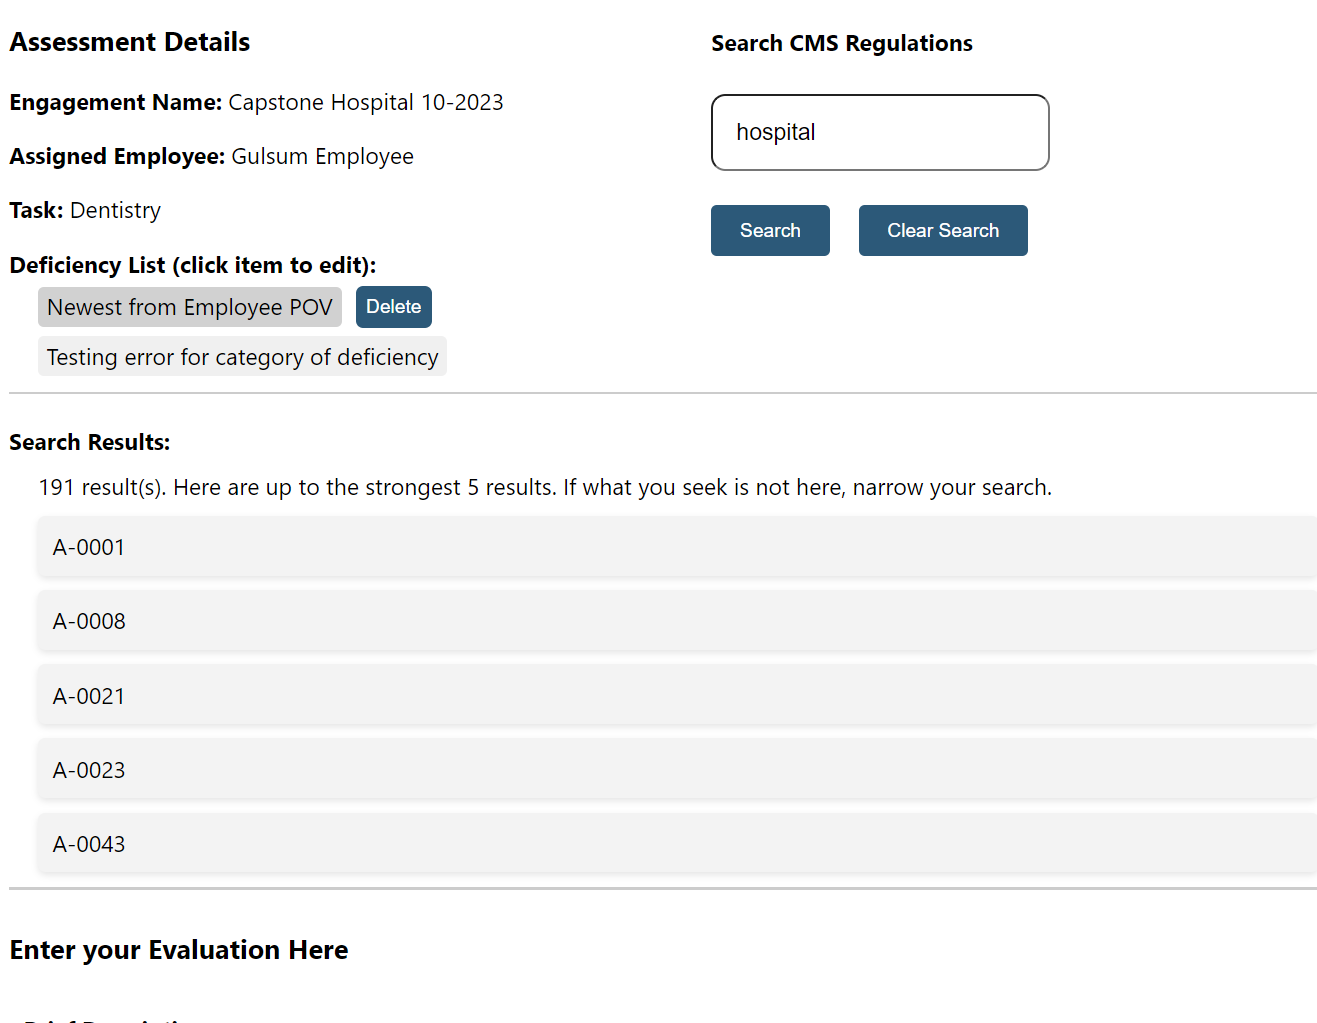 Assessment Details
Engagement Name: Capstone Hospital 10-2023
Assigned Employee: Gulsum Employee
Task: Dentistry
Deficiency List (click item to edit):
Newest from Employee POV
Delete
Testing error for category of deficiency
Search CMS Regulations
hospital
Search
Clear Search
Search Results:
191 result(s). Here are up to the strongest 5 results. If what you seek is not here, narrow your search.
A-0001
A-0008
A-0021
A-0023
A-0043
Enter your Evaluation Here